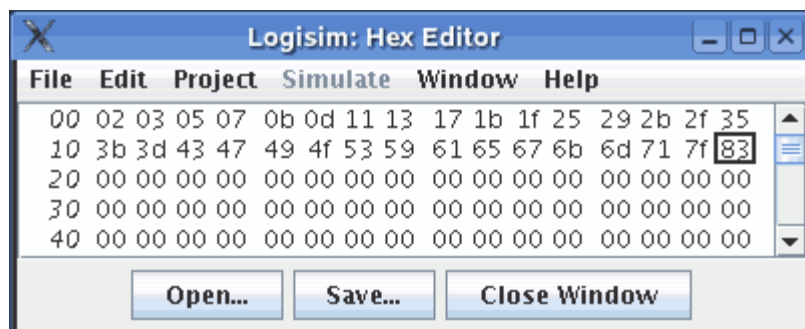 Logisim: Hex Editor
File Edit Project Simulate Window Help
00 02 03 05 07 0b 0d 11 13 17 1b 1f 25 29 2b 2f 35
10 3b 3d 43 47 49 4f 53 59 61 65 67 6b 6d 71 7f 83
20 00 00 00 00 00 00 00 00 00 00 00 00 00 00 00 00
30 00 00 00 00 00 00 00 00 00 00 00 00 00 00 00 00
40 00 00 00 00 00 00 00 00 00 00 00 00 00 00 00 00
Open... Save... Close Window